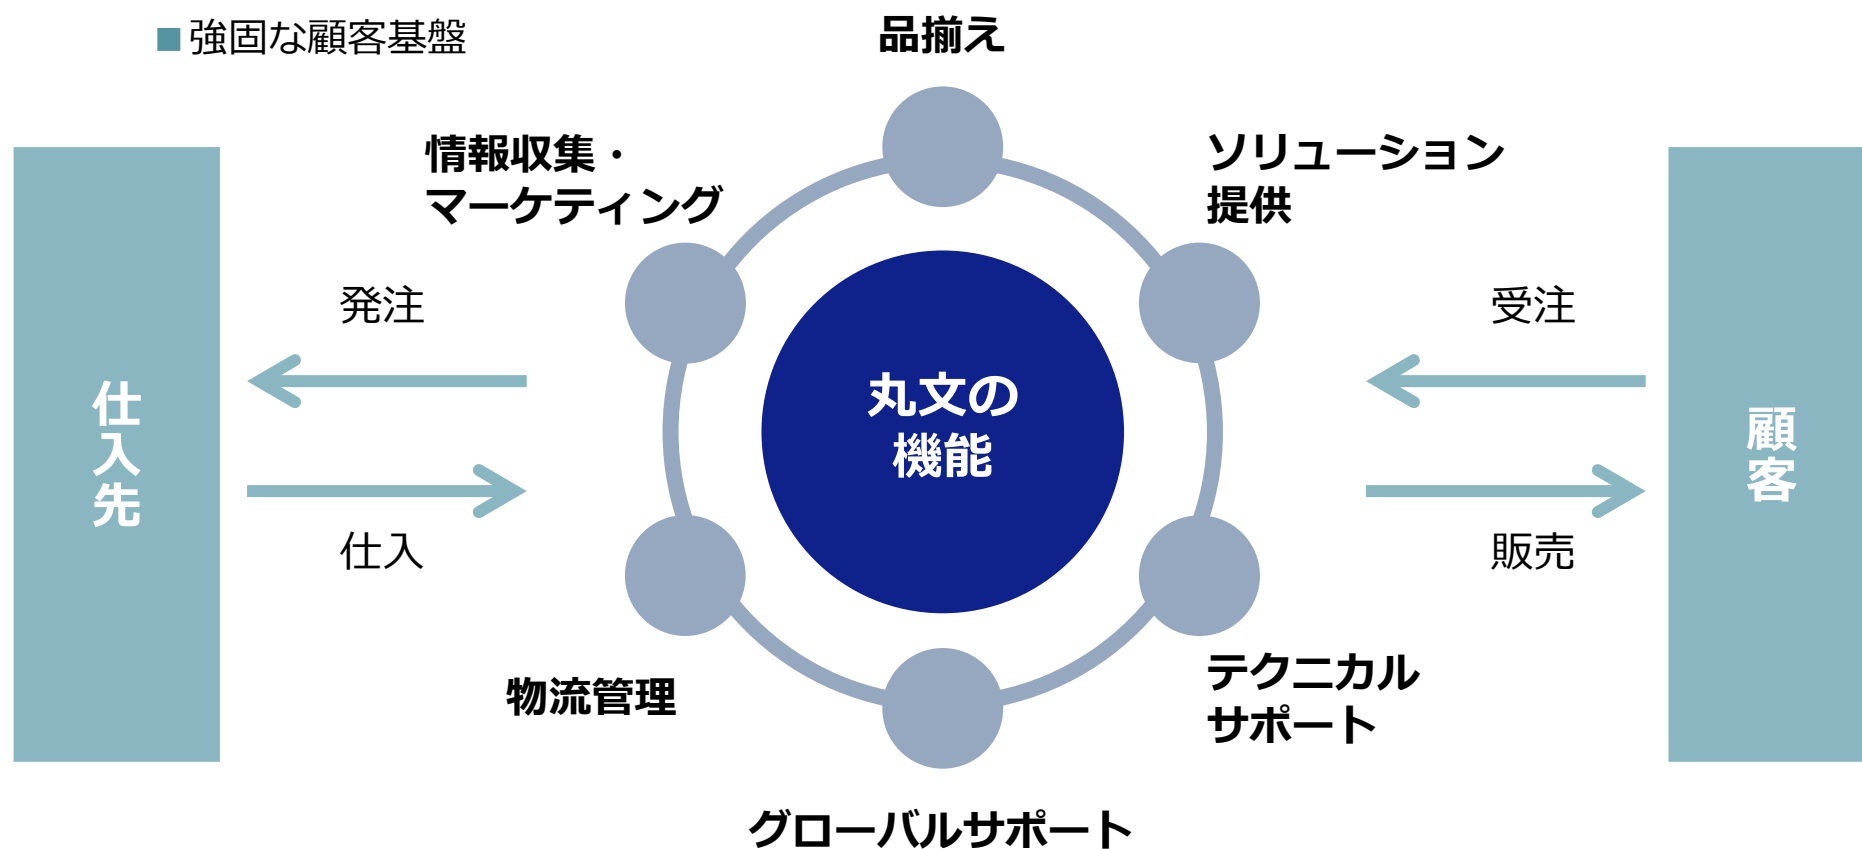 ■強固な顧客基盤
品揃え
情報収集・
マーケティング
ソリューション
提供
発注
受注
仕入先
丸文の
機能
顧客
仕入
販売
物流管理
テクニカル
サポート
グローバルサポート